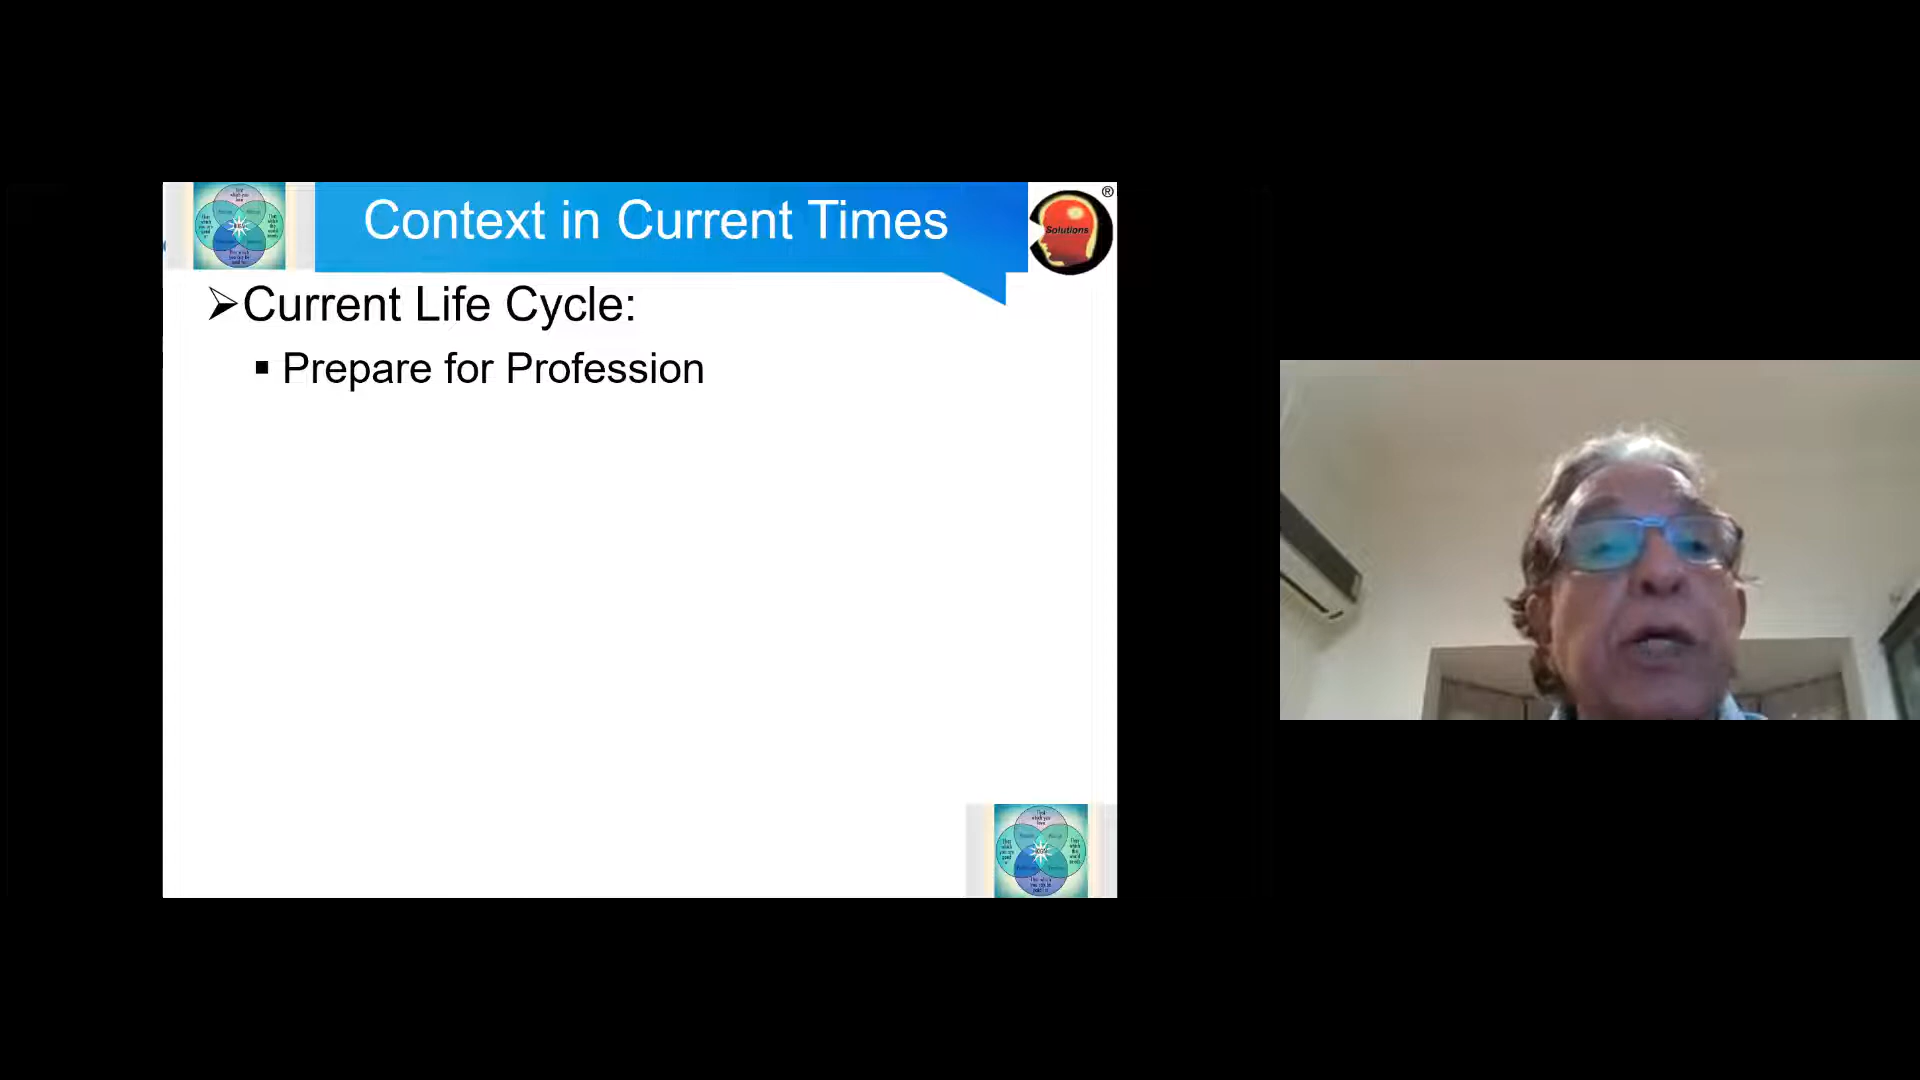 Context in Current Times
®
Solutions
➢Current Life Cycle:
▪ Prepare for Profession